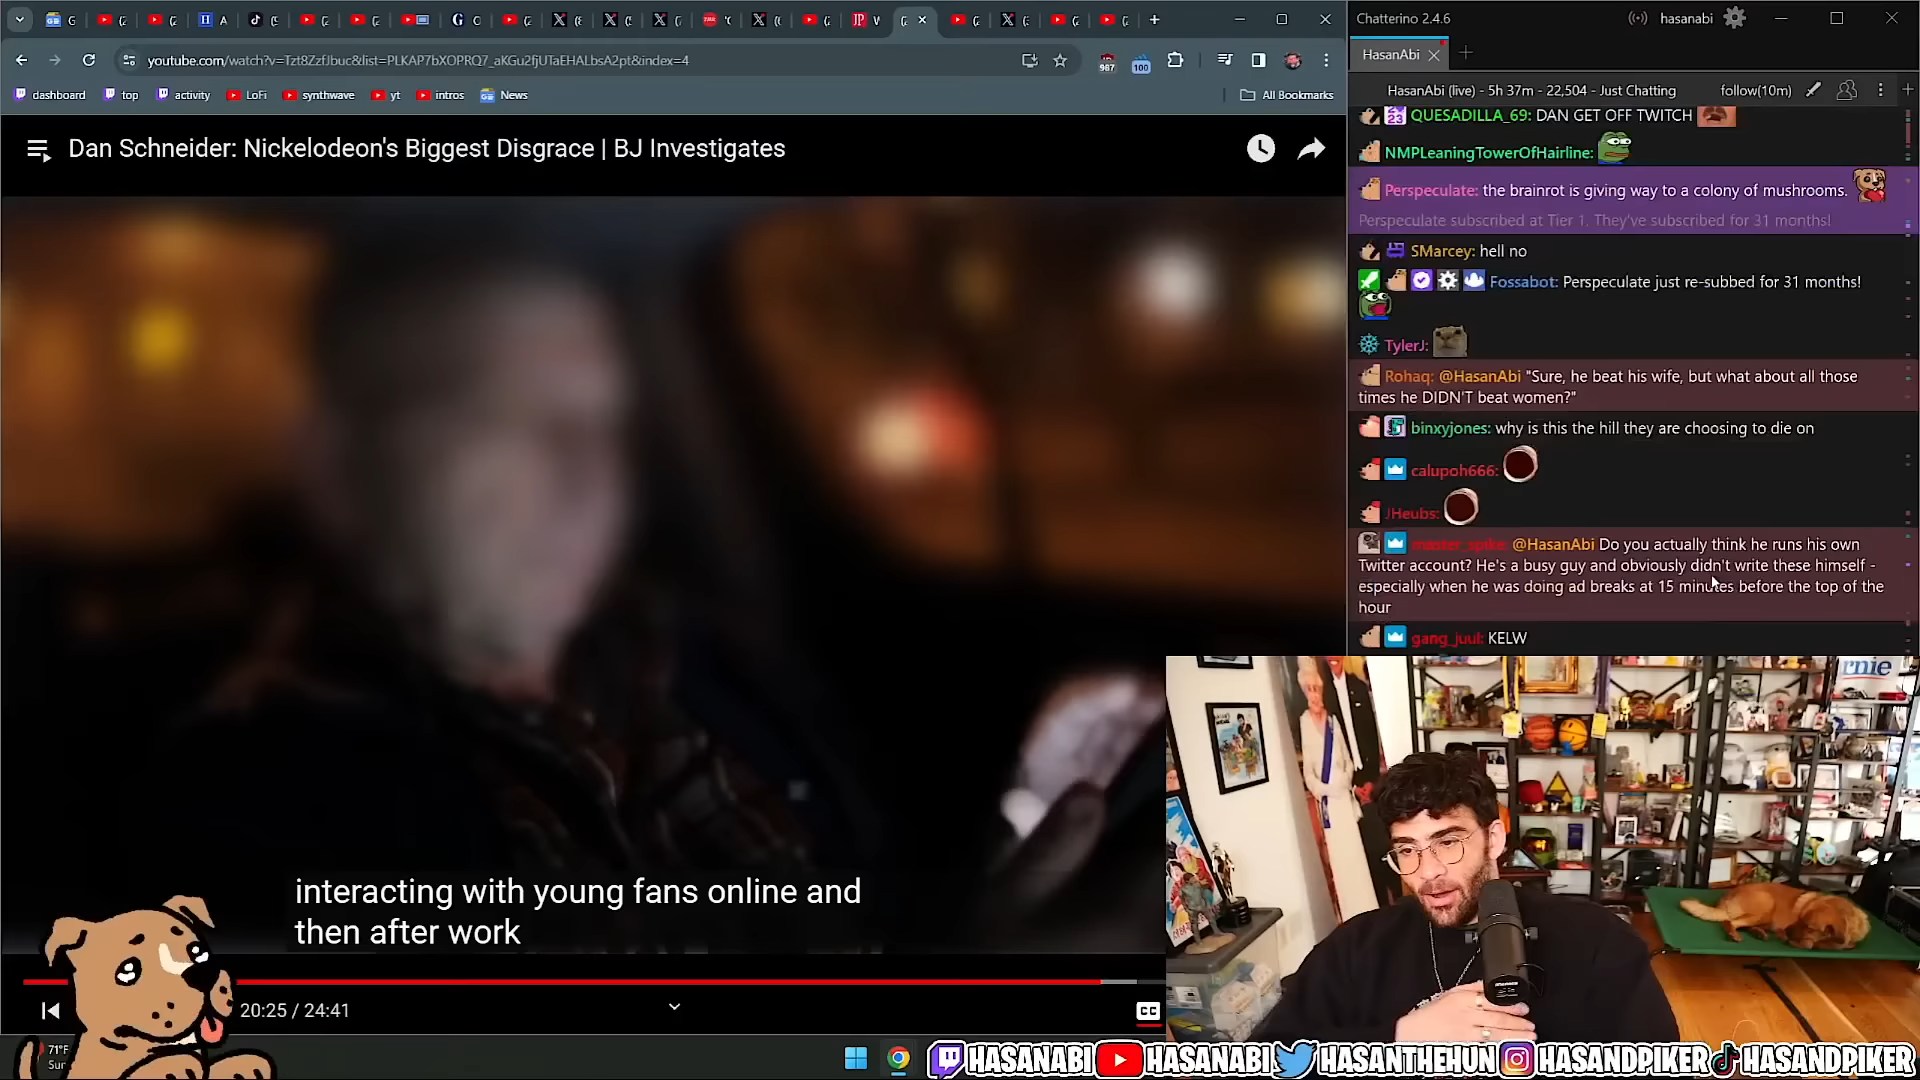 youtube.com/watch?v=Tzt8ZzfJbuc&list=PLKAP7bXOPRQ7_aKGu2fjUTaEHALbsA2pt&index=4
987
100
dashboard
top
activity
LoFi
synthwave
yt
intros
News
All Bookmarks
Dan Schneider: Nickelodeon's Biggest Disgrace | BJ Investigates
interacting with young fans online and
then after work
20:25 / 24:41
CC
71°F
Chatterino 2.4.6
hasanabi
HasanAbi
HasanAbi (live) - 5h 37m - 22,504 - Just Chatting
follow(10m)
QUESADILLA_69: DAN GET OFF TWITCH
NMPLeaningTowerOfHairline:
Perspeculate: the brainrot is giving way to a colony of mushrooms.
Perspeculate subscribed at Tier 1. They've subscribed for 31 months!
SMarcey: hell no
Fossabot: Perspeculate just re-subbed for 31 months!
TylerJ:
Rohaq: @HasanAbi "Sure, he beat his wife, but what about all those
times he DIDN'T beat women?"
binxyjones: why is this the hill they are choosing to die on
calupoh666:
JHeubs:
master_spike: @HasanAbi Do you actually think he runs his own
Twitter account? He's a busy guy and obviously didn't write these himself -
especially when he was doing ad breaks at 15 minutes before the top of the
hour
gang_juul: KELW
rnie
HASANABI
HASANABI
HASANTHEHUN
HASANDPIKER
HASANDPIKER